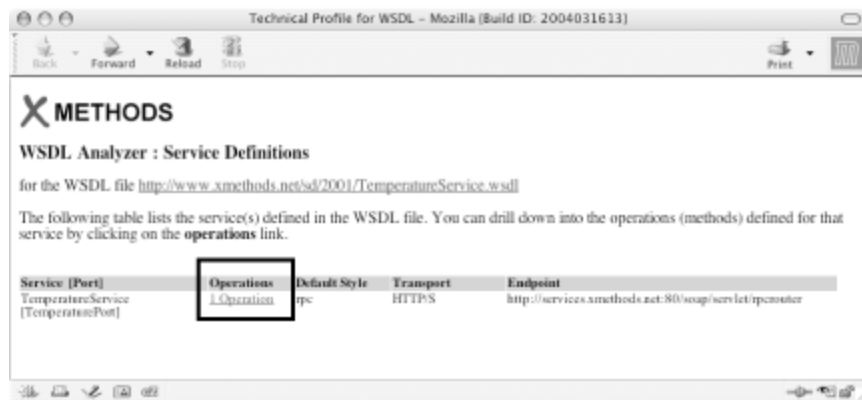 Technical Profile for WSDL – Mozilla {Build ID: 2004031613}
Back Forward Reload Stop Print
X METHODS
WSDL Analyzer : Service Definitions
for the WSDL file http://www.xmethods.net/sd/2001/TemperatureService.wsdl
The following table lists the service(s) defined in the WSDL file. You can drill down into the operations (methods) defined for that
service by clicking on the operations link.
Service [Port] Operations Default Style Transport Endpoint
TemperatureService 1 Operation rpc HTTP/S http://services.xmethods.net:80/soap/servlet/rpcrouter
[TemperaturePort]